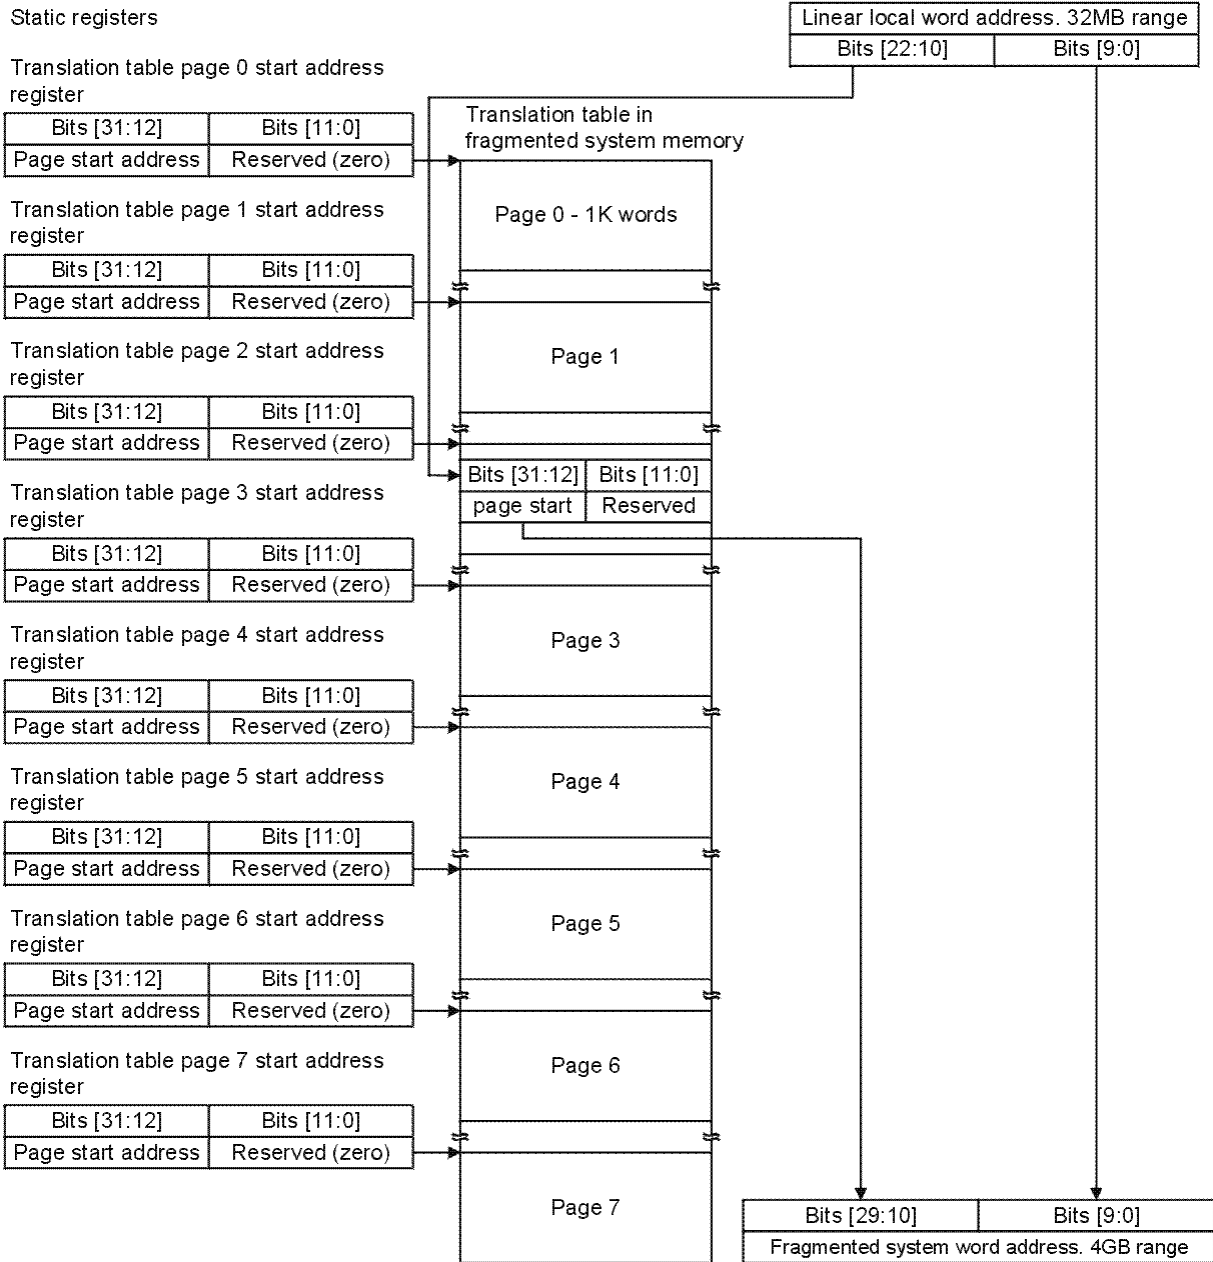 Static registers
Linear local word address. 32MB range
Bits [22:10] Bits [9:0]
Translation table page 0 start address
register
Bits [31:12] Bits [11:0]
Page start address Reserved (zero)
Translation table in
fragmented system memory
Page 0 - 1K words
Translation table page 1 start address
register
Bits [31:12] Bits [11:0]
Page start address Reserved (zero)
Page 1
Translation table page 2 start address
register
Bits [31:12] Bits [11:0]
Page start address Reserved (zero)
Bits [31:12] Bits [11:0]
page start Reserved
Translation table page 3 start address
register
Bits [31:12] Bits [11:0]
Page start address Reserved (zero)
Page 3
Translation table page 4 start address
register
Bits [31:12] Bits [11:0]
Page start address Reserved (zero)
Page 4
Translation table page 5 start address
register
Bits [31:12] Bits [11:0]
Page start address Reserved (zero)
Page 5
Translation table page 6 start address
register
Bits [31:12] Bits [11:0]
Page start address Reserved (zero)
Page 6
Translation table page 7 start address
register
Bits [31:12] Bits [11:0]
Page start address Reserved (zero)
Page 7
Bits [29:10] Bits [9:0]
Fragmented system word address. 4GB range